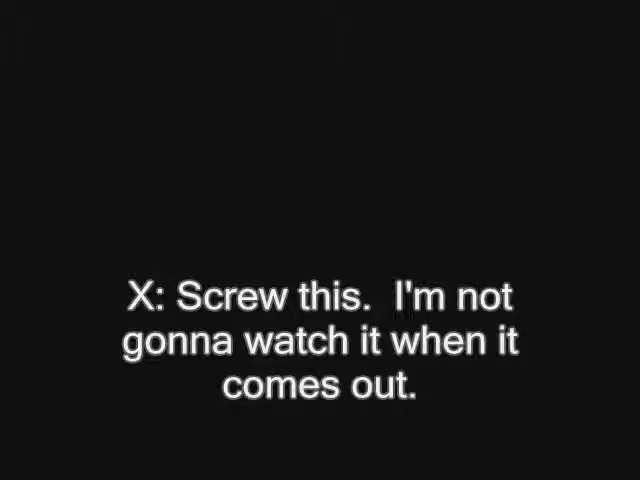 X: Screw this.  I'm not
gonna watch it when it
comes out.